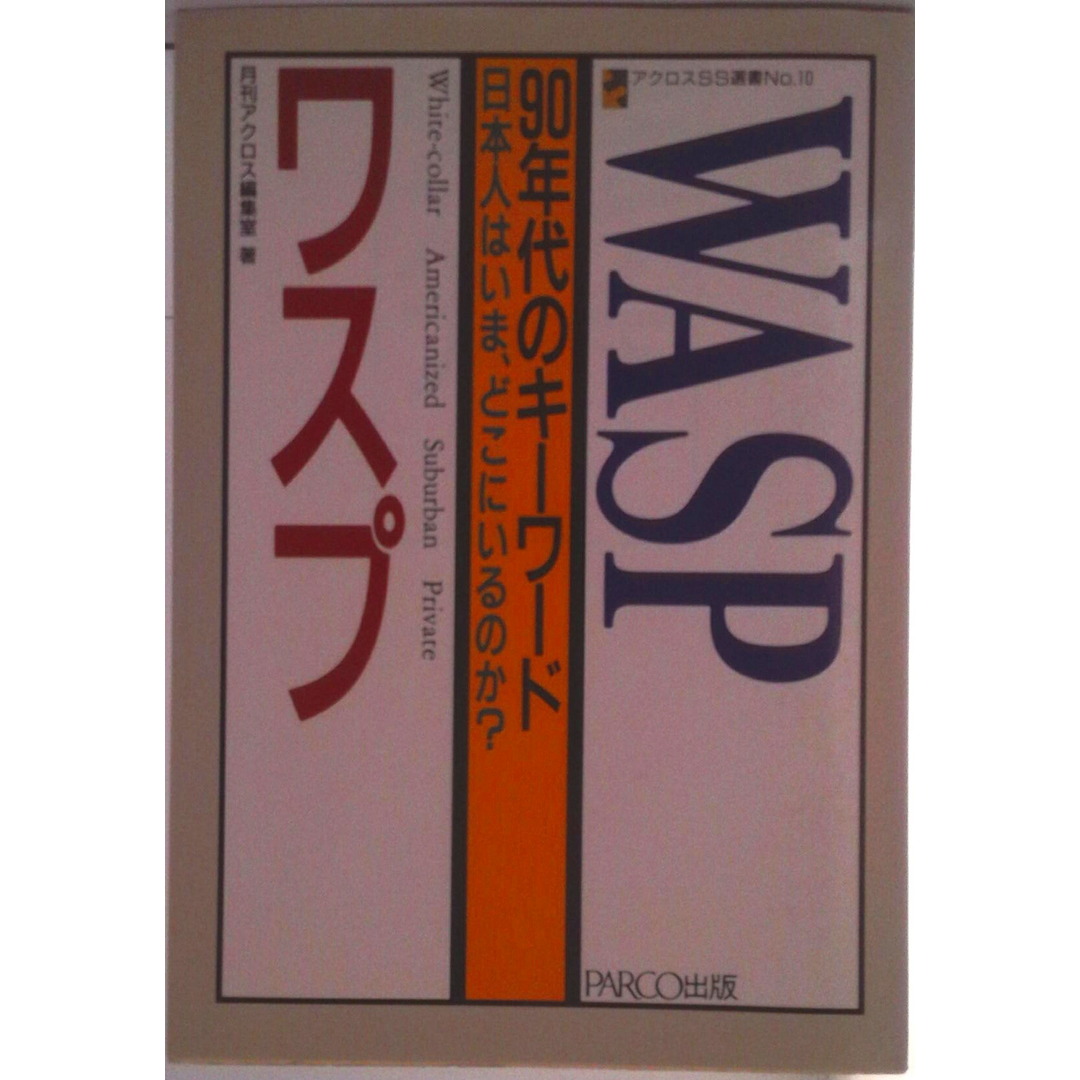 アクロスSS選書No.10
WASP
90年代のキーワード
日本人はいま、どこにいるのか?
White-collar Americanized Suburban Private
ワスプ
月刊アクロス編集室 著
PARCO出版